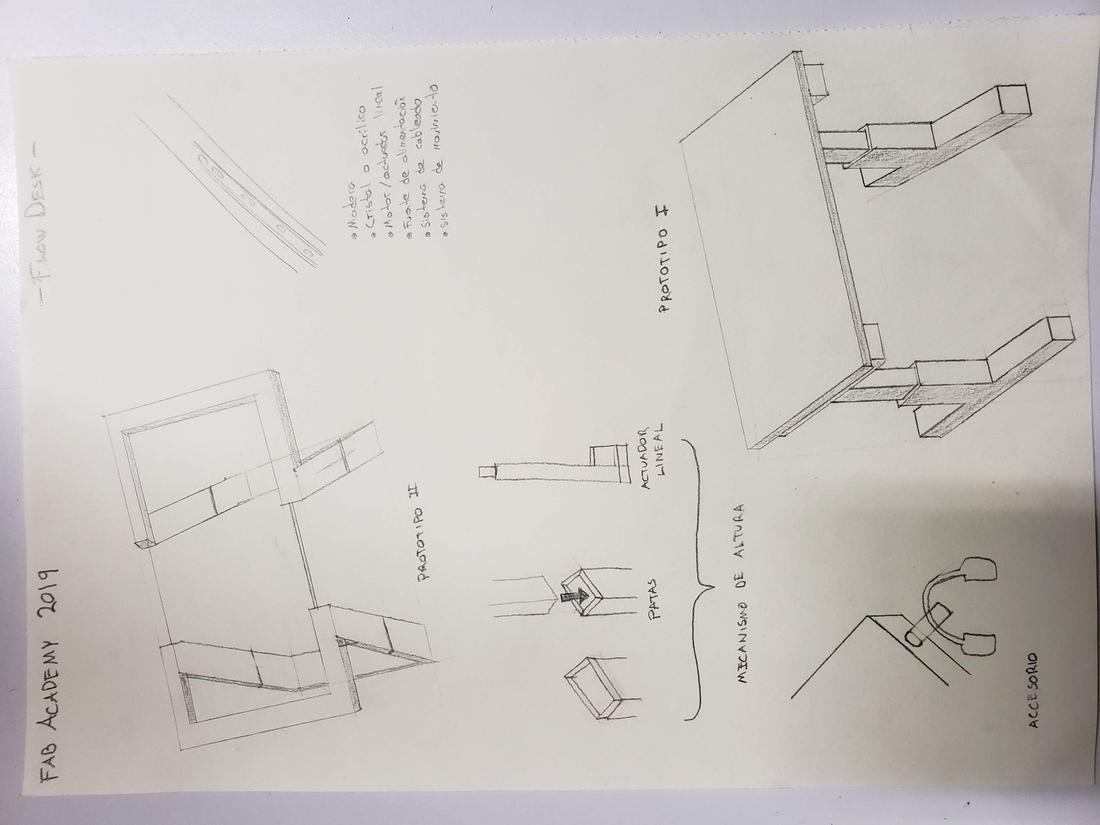 FAB ACADEMY 2019
- FLOW DESK -
• Madera
• Cristal o acrílico
• Motor / actuador lineal
• Fuente de alimentación
• Sistema de cableado
• Sistema de movimiento
PROTOTIPO II
PROTOTIPO I
PATAS
ACTUADOR
LINEAL
MECANISMO DE ALTURA
ACCESORIO